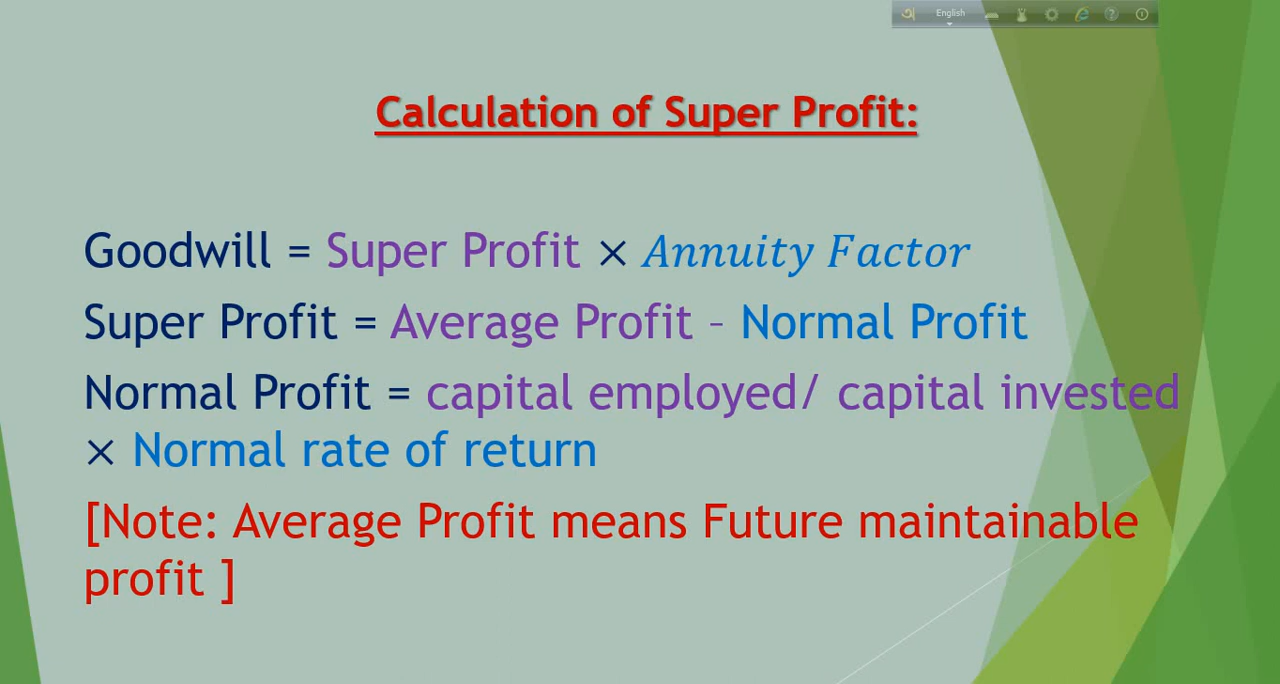 অ English
Calculation of Super Profit:
Goodwill = Super Profit × Annuity Factor
Super Profit = Average Profit – Normal Profit
Normal Profit = capital employed/ capital invested
× Normal rate of return
[Note: Average Profit means Future maintainable
profit ]